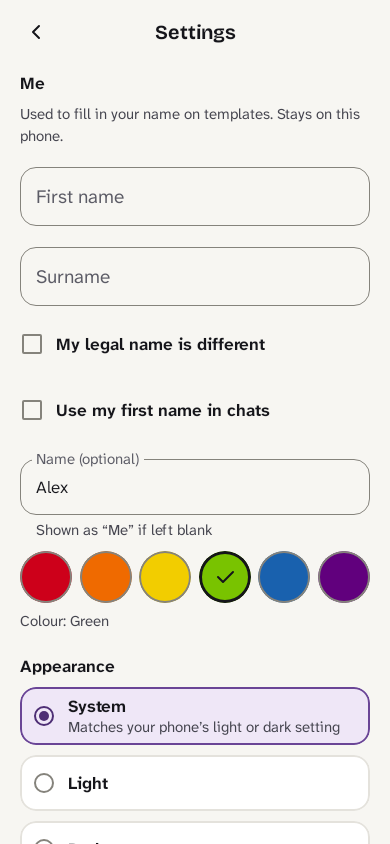 Settings
Me
Used to fill in your name on templates. Stays on this
phone.
First name
Surname
My legal name is different
Use my first name in chats
Name (optional)
Alex
Shown as “Me” if left blank
Colour: Green
Appearance
System
Matches your phone’s light or dark setting
Light